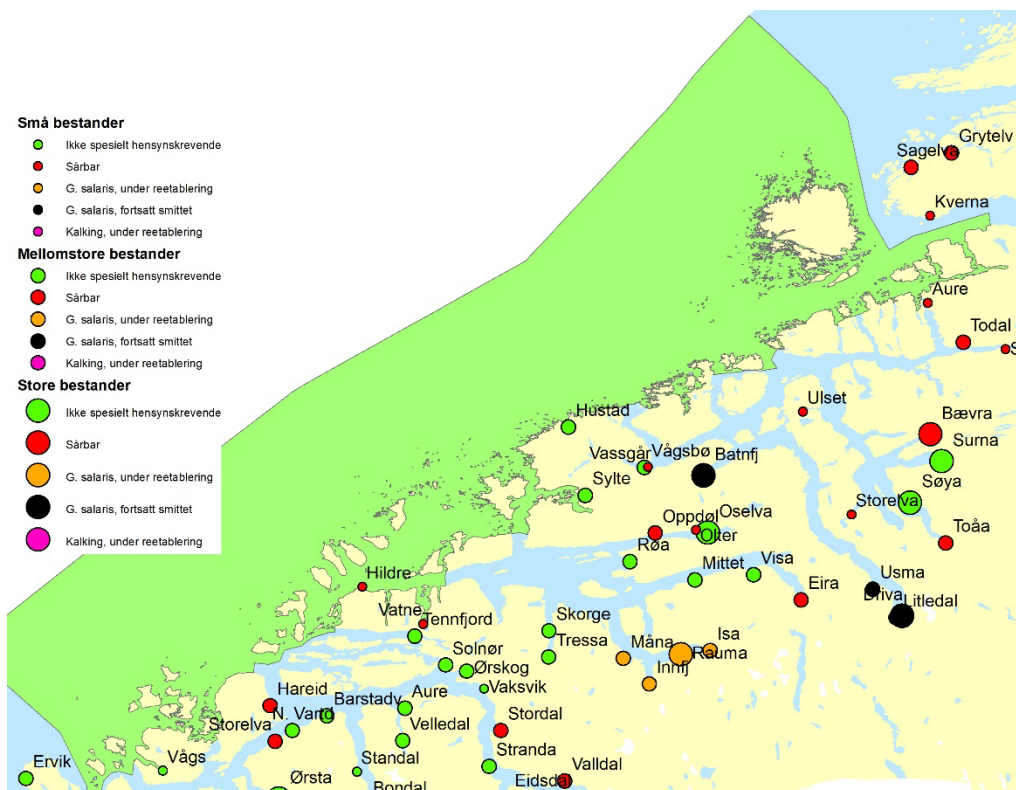 Små bestander
Ikke spesielt hensynskrevende
Sårbar
G. salaris, under reetablering
G. salaris, fortsatt smittet
Kalking, under reetablering
Mellomstore bestander
Ikke spesielt hensynskrevende
Sårbar
G. salaris, under reetablering
G. salaris, fortsatt smittet
Kalking, under reetablering
Store bestander
Ikke spesielt hensynskrevende
Sårbar
G. salaris, under reetablering
G. salaris, fortsatt smittet
Kalking, under reetablering
Grytelv
Sagelva
Kverna
Aure
Todal
S
Ulset
Hustad
Bævra
Surna
Vassgår
Vågsbø
Batnfj
Sylte
Søya
Storelva
Oppdøl
Oselva
Toåa
Røa
Mittet
Visa
Usma
Hildre
Eira
Driva
Litledal
Vatne
Tennfjord
Skorge
Solnør
Tressa
Måna
Isa
Rauma
Innfj
Ørskog
Vaksvik
Hareid
Barstadv
Aure
Storelva
Velledal
Stordal
Stranda
Vågs
Standal
Valldal
Ervik
Ørsta
Bondal
Eidsdal